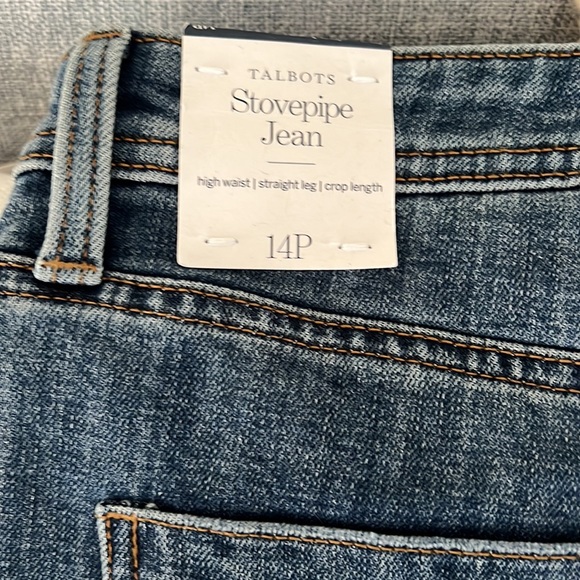 TALBOTS
Stovepipe
Jean
high waist | straight leg | crop length
14P